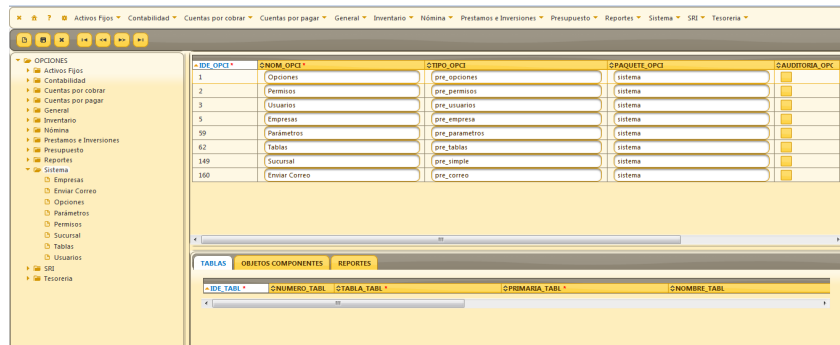 Activos Fijos Contabilidad Cuentas por cobrar Cuentas por pagar General Inventario Nómina Prestamos e Inversiones Presupuesto Reportes Sistema SRI Tesoreria
OPCIONES
Activos Fijos
Contabilidad
Cuentas por cobrar
Cuentas por pagar
General
Inventario
Nómina
Prestamos e Inversiones
Presupuesto
Reportes
Sistema
Empresas
Enviar Correo
Opciones
Parámetros
Permisos
Sucursal
Tablas
Usuarios
SRI
Tesoreria
IDE_OPCI * NOM_OPCI * TIPO_OPCI PAQUETE_OPCI AUDITORIA_OPC
1 Opciones pre_opciones sistema
2 Permisos pre_permisos sistema
3 Usuarios pre_usuarios sistema
5 Empresas pre_empresa sistema
59 Parámetros pre_parametros sistema
62 Tablas pre_tablas sistema
149 Sucursal pre_simple sistema
160 Enviar Correo pre_correo sistema
TABLAS OBJETOS COMPONENTES REPORTES
IDE_TABL * NUMERO_TABL TABLA_TABL * PRIMARIA_TABL * NOMBRE_TABL